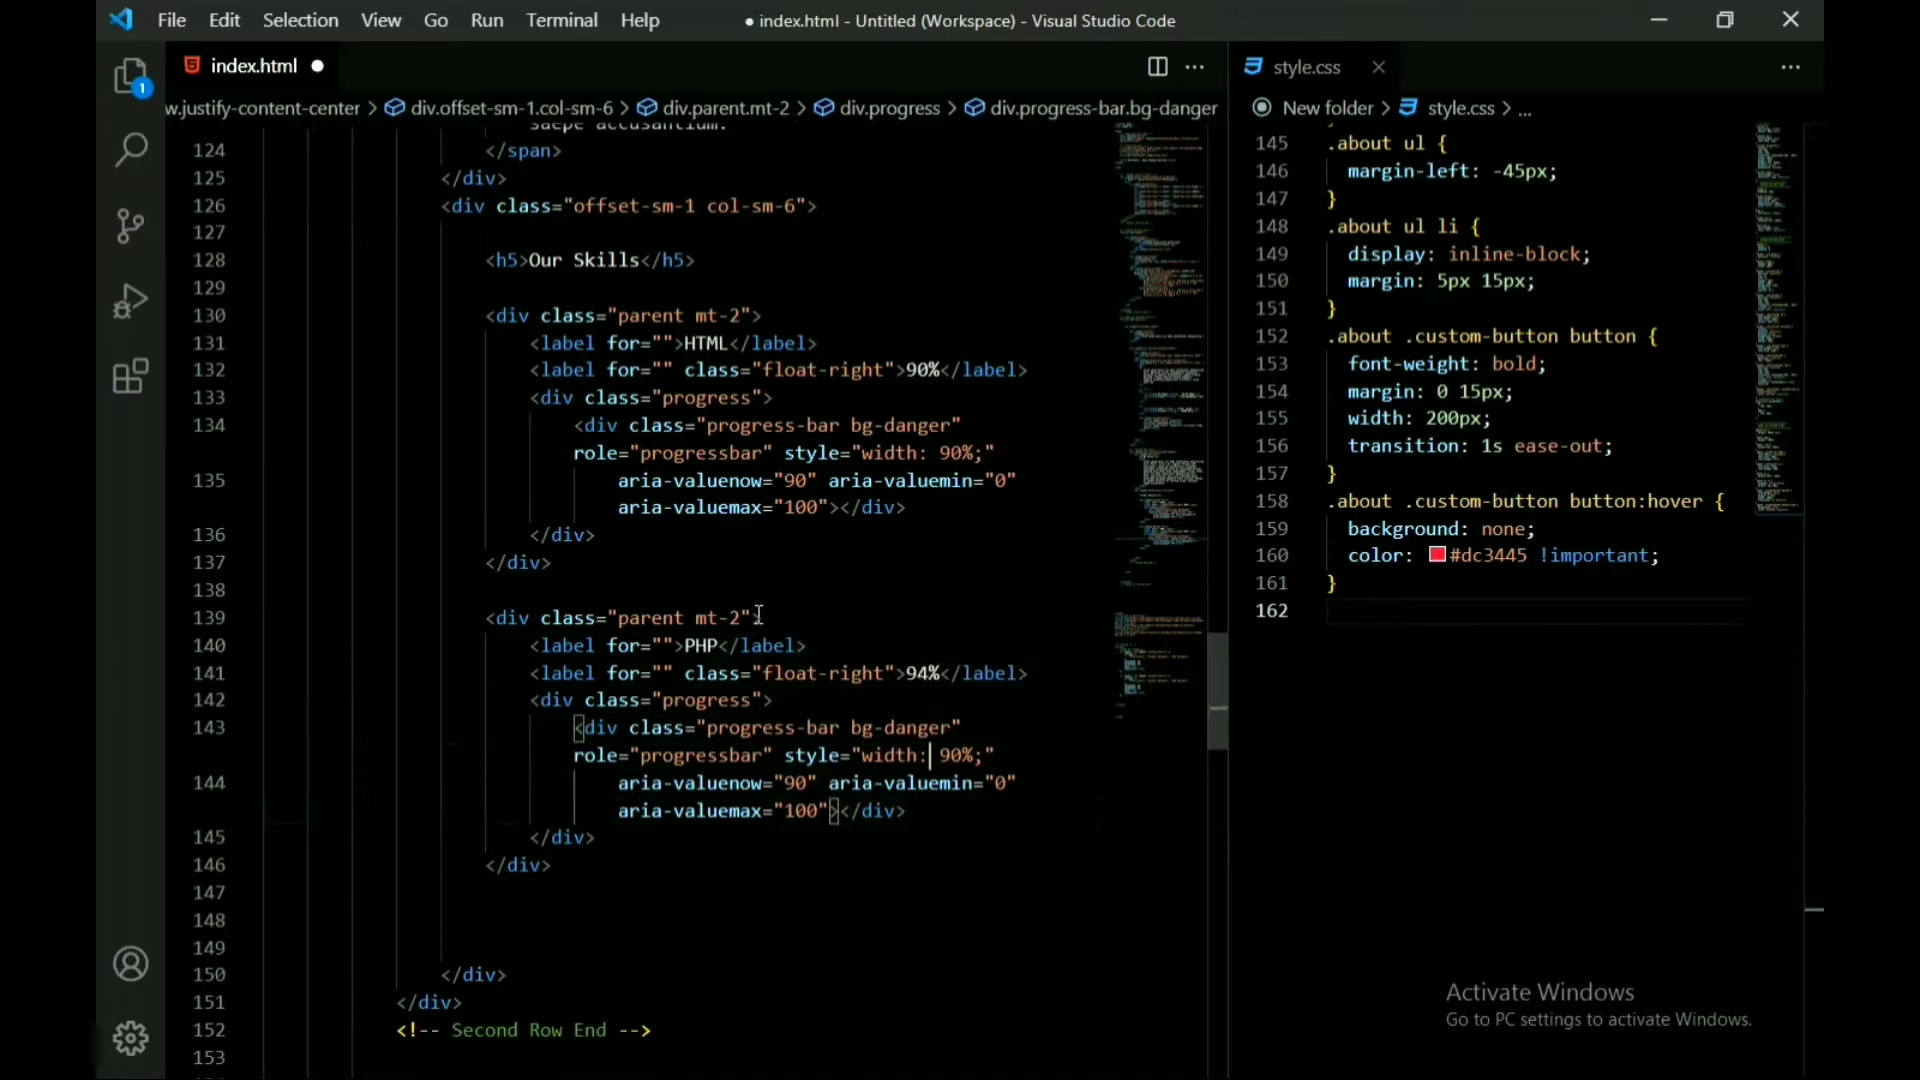 File Edit Selection View Go Run Terminal Help
● index.html - Untitled (Workspace) - Visual Studio Code
1
index.html ●
w.justify-content-center > div.offset-sm-1.col-sm-6 > div.parent.mt-2 > div.progress > div.progress-bar.bg-danger
saepe accusantium.
124 </span>
125 </div>
126 <div class="offset-sm-1 col-sm-6">
127
128 <h5>Our Skills</h5>
129
130 <div class="parent mt-2">
131 <label for="">HTML</label>
132 <label for="" class="float-right">90%</label>
133 <div class="progress">
134 <div class="progress-bar bg-danger"
role="progressbar" style="width: 90%;"
135 aria-valuenow="90" aria-valuemin="0"
aria-valuemax="100"></div>
136 </div>
137 </div>
138
139 <div class="parent mt-2">
140 <label for="">PHP</label>
141 <label for="" class="float-right">94%</label>
142 <div class="progress">
143 <div class="progress-bar bg-danger"
role="progressbar" style="width: 90%;"
144 aria-valuenow="90" aria-valuemin="0"
aria-valuemax="100"></div>
145 </div>
146 </div>
147
148
149
150 </div>
151 </div>
152 <!-- Second Row End -->
153
style.css
New folder > style.css > ...
145 .about ul {
146 margin-left: -45px;
147 }
148 .about ul li {
149 display: inline-block;
150 margin: 5px 15px;
151 }
152 .about .custom-button button {
153 font-weight: bold;
154 margin: 0 15px;
155 width: 200px;
156 transition: 1s ease-out;
157 }
158 .about .custom-button button:hover {
159 background: none;
160 color: #dc3445 !important;
161 }
162
Activate Windows
Go to PC settings to activate Windows.